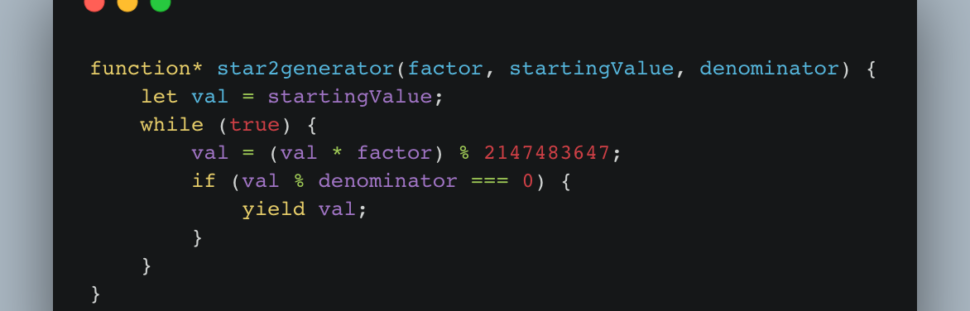 function* star2generator(factor, startingValue, denominator) {
    let val = startingValue;
    while (true) {
        val = (val * factor) % 2147483647;
        if (val % denominator === 0) {
            yield val;
        }
    }
}